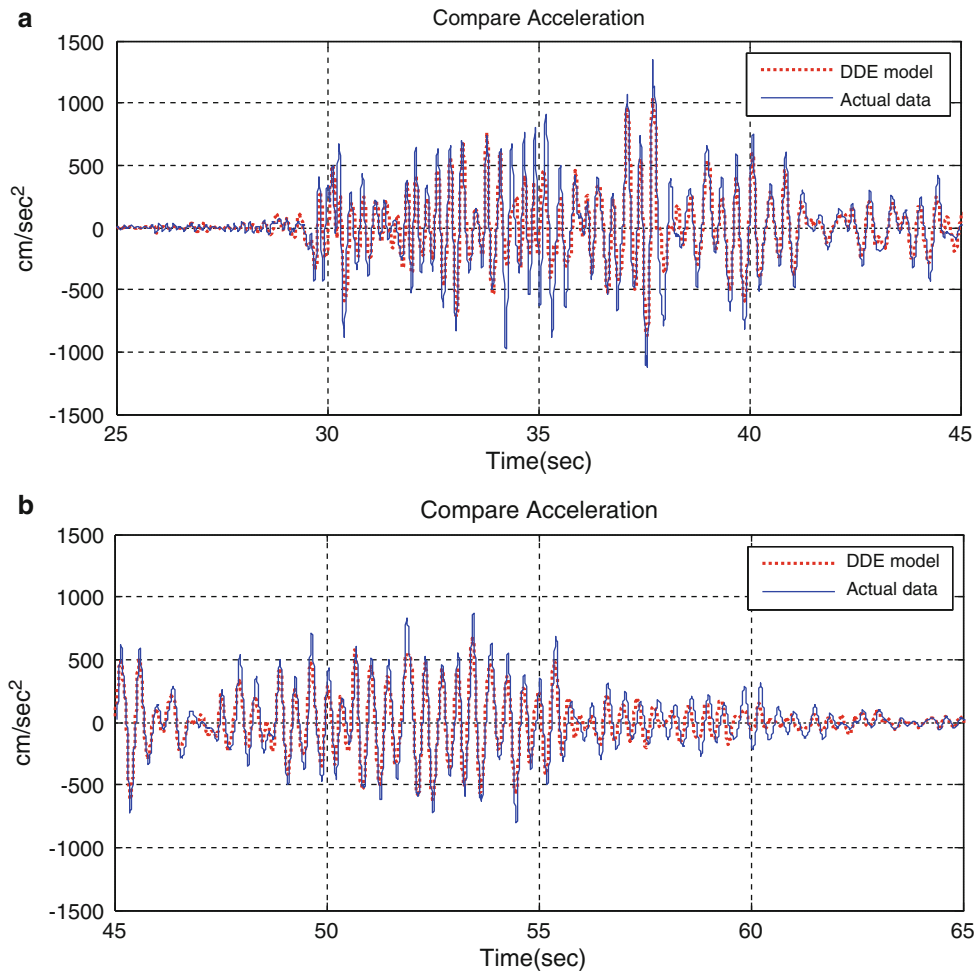 a
Compare Acceleration
1500
1000
500
0
-500
-1000
-1500
cm/sec²
DDE model
Actual data
25 30 35 40 45
Time(sec)
b
Compare Acceleration
1500
1000
500
0
-500
-1000
-1500
cm/sec²
DDE model
Actual data
45 50 55 60 65
Time(sec)